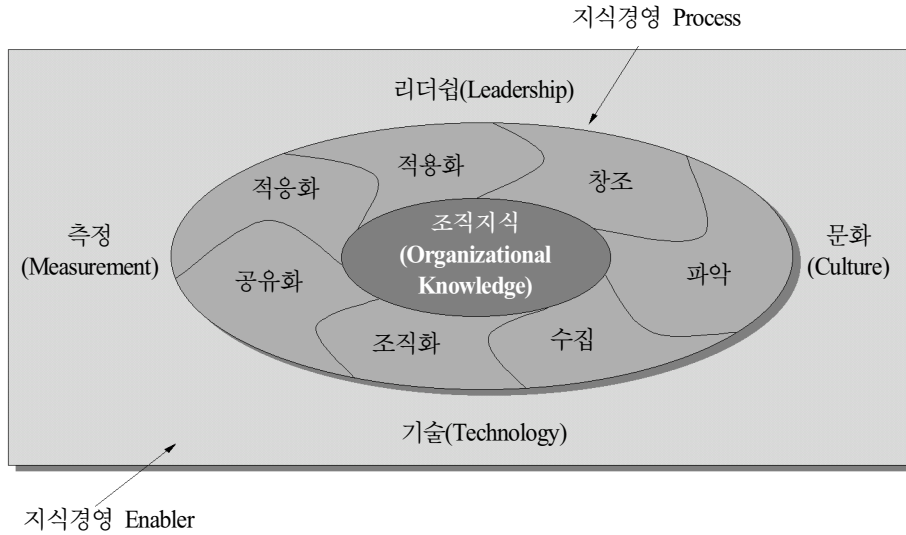 지식경영 Process
리더쉽(Leadership)
적용화
창조
적응화
조직지식
(Organizational
Knowledge)
측정
(Measurement)
문화
(Culture)
공유화
파악
조직화
수집
기술(Technology)
지식경영 Enabler